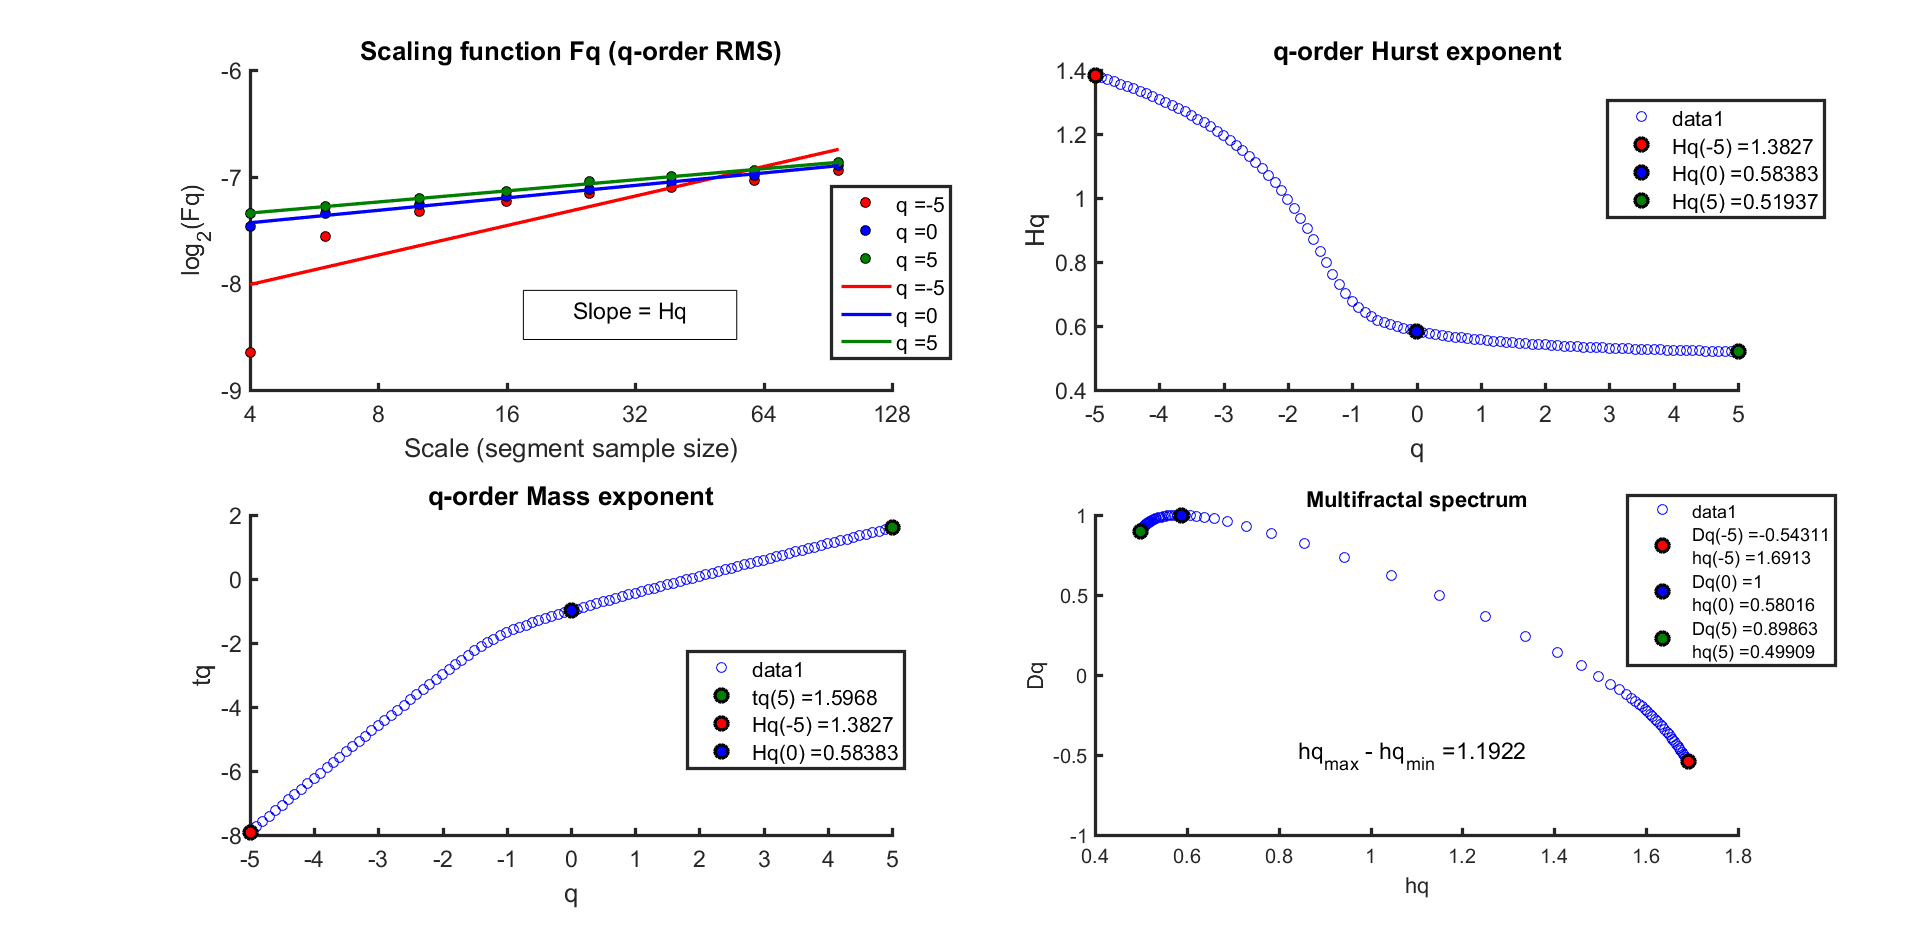 Scaling function Fq (q-order RMS)
-6
-7
-8
-9
log2(Fq)
4 8 16 32 64 128
Scale (segment sample size)
Slope = Hq
q =-5
q =0
q =5
q =-5
q =0
q =5
q-order Hurst exponent
1.4
1.2
1
0.8
0.6
0.4
Hq
-5 -4 -3 -2 -1 0 1 2 3 4 5
q
data1
Hq(-5) =1.3827
Hq(0) =0.58383
Hq(5) =0.51937
q-order Mass exponent
2
0
-2
-4
-6
-8
tq
-5 -4 -3 -2 -1 0 1 2 3 4 5
q
data1
tq(5) =1.5968
Hq(-5) =1.3827
Hq(0) =0.58383
Multifractal spectrum
1
0.5
0
-0.5
-1
Dq
0.4 0.6 0.8 1 1.2 1.4 1.6 1.8
hq
hqmax - hqmin =1.1922
data1
Dq(-5) =-0.54311
hq(-5) =1.6913
Dq(0) =1
hq(0) =0.58016
Dq(5) =0.89863
hq(5) =0.49909